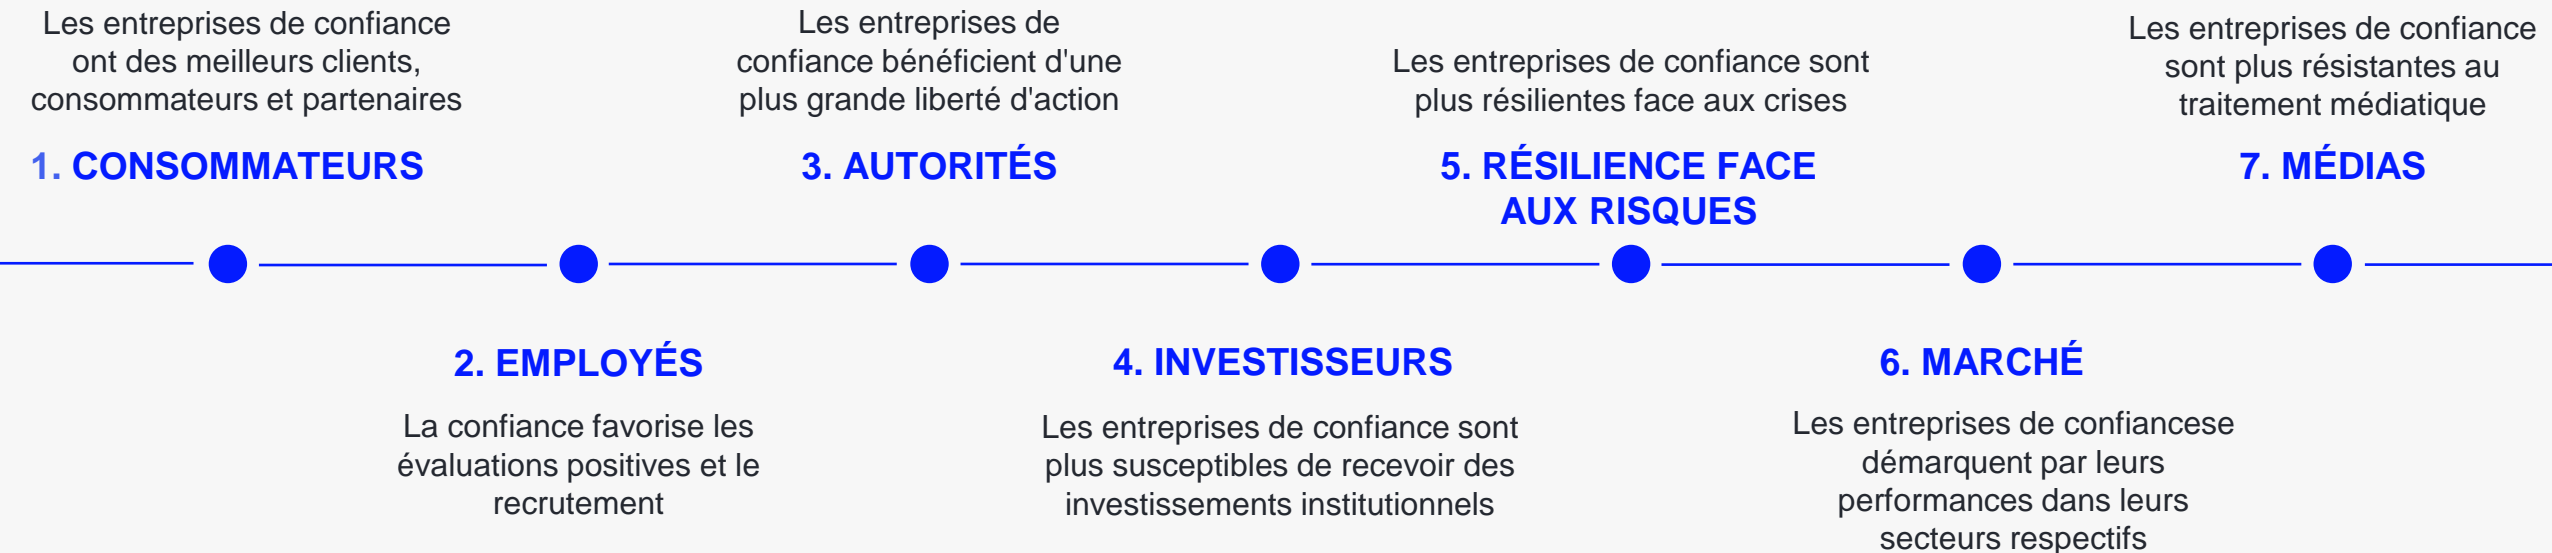 Les entreprises de confiance
ont des meilleurs clients,
consommateurs et partenaires
1. CONSOMMATEURS
La confiance favorise les
évaluations positives et le
recrutement
2. EMPLOYÉS
Les entreprises de
confiance bénéficient d'une
plus grande liberté d'action
3. AUTORITÉS
4. INVESTISSEURS
Les entreprises de confiance sont
plus susceptibles de recevoir des
investissements institutionnels
Les entreprises de confiance sont
plus résilientes face aux crises
5. RÉSILIENCE FACE
AUX RISQUES
6. MARCHÉ
Les entreprises de confiancese
démarquent par leurs
performances dans leurs
secteurs respectifs
Les entreprises de confiance
sont plus résistantes au
traitement médiatique
7. MÉDIAS